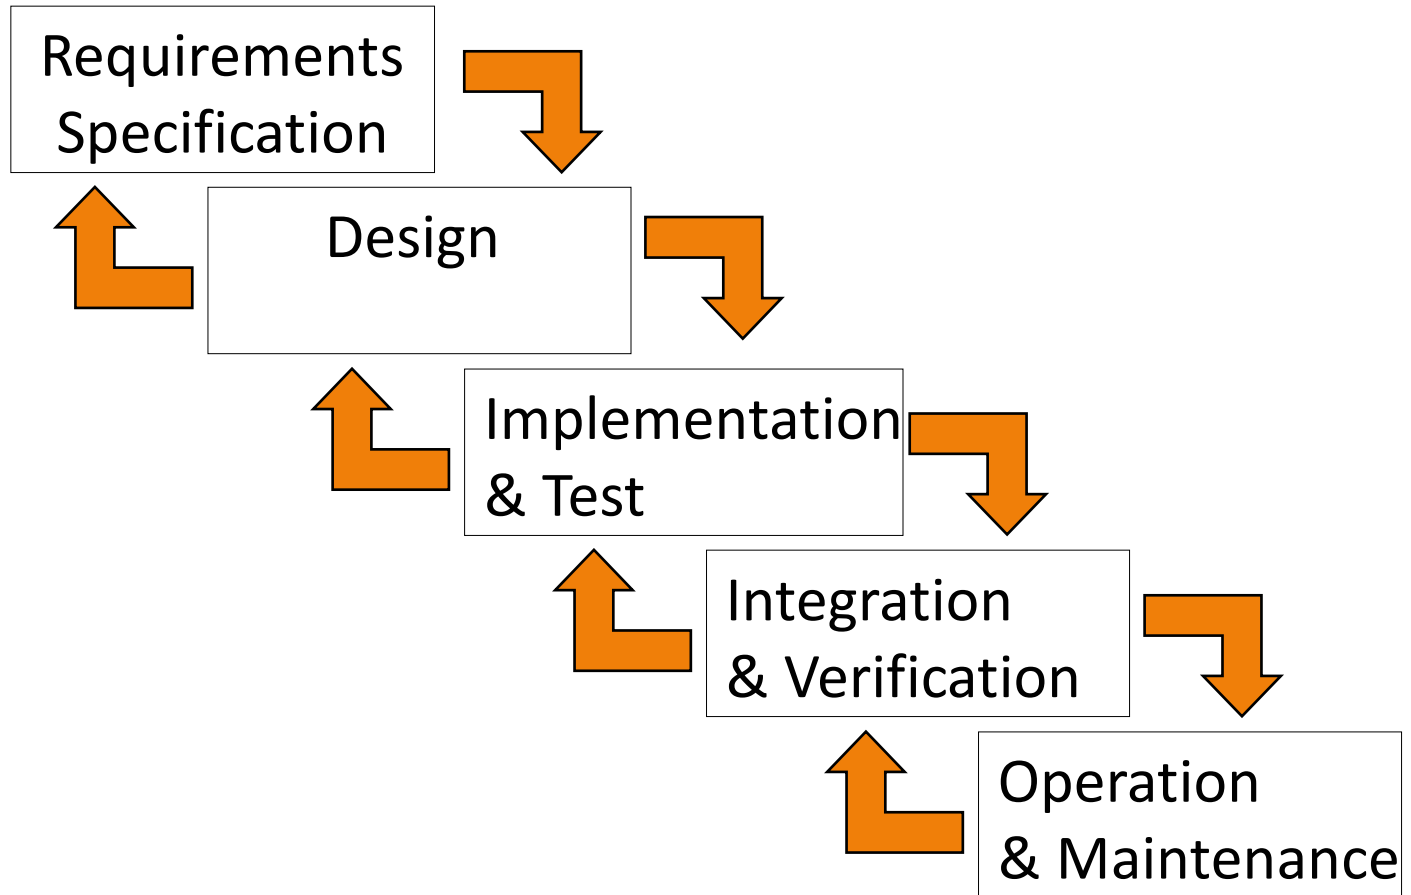 Requirements
Specification
Design
Implementation
& Test
Integration
& Verification
Operation
& Maintenance